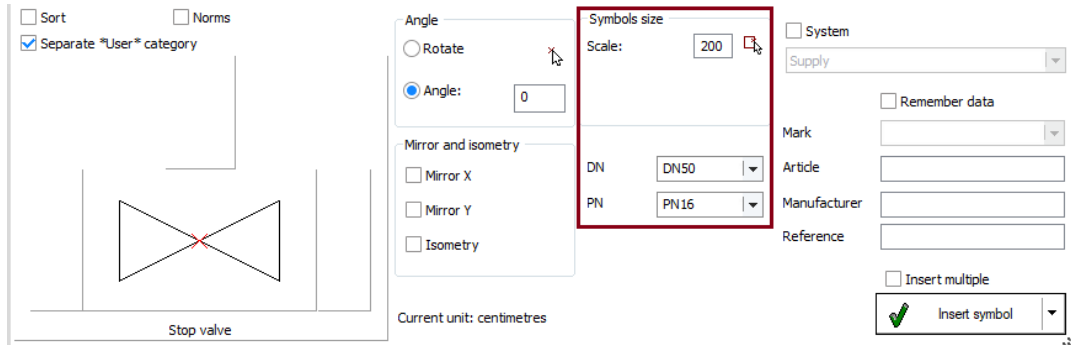 Sort
Norms
Separate *User* category
Stop valve
Angle
Rotate
Angle:
0
Mirror and isometry
Mirror X
Mirror Y
Isometry
Current unit: centimetres
Symbols size
Scale:
200
DN
DN50
PN
PN16
System
Supply
Remember data
Mark
Article
Manufacturer
Reference
Insert multiple
Insert symbol